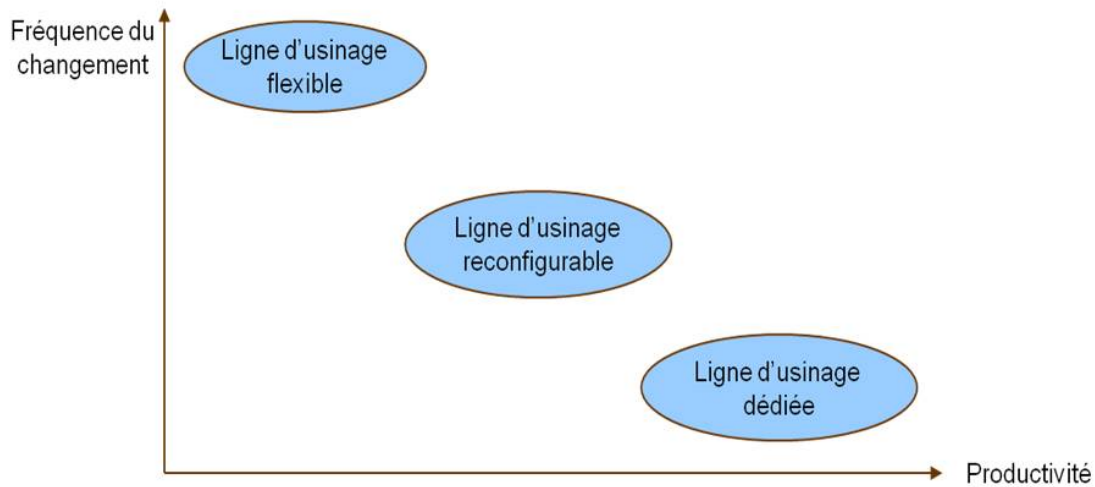 Fréquence du
changement
Ligne d'usinage
flexible
Ligne d'usinage
reconfigurable
Ligne d'usinage
dédiée
Productivité